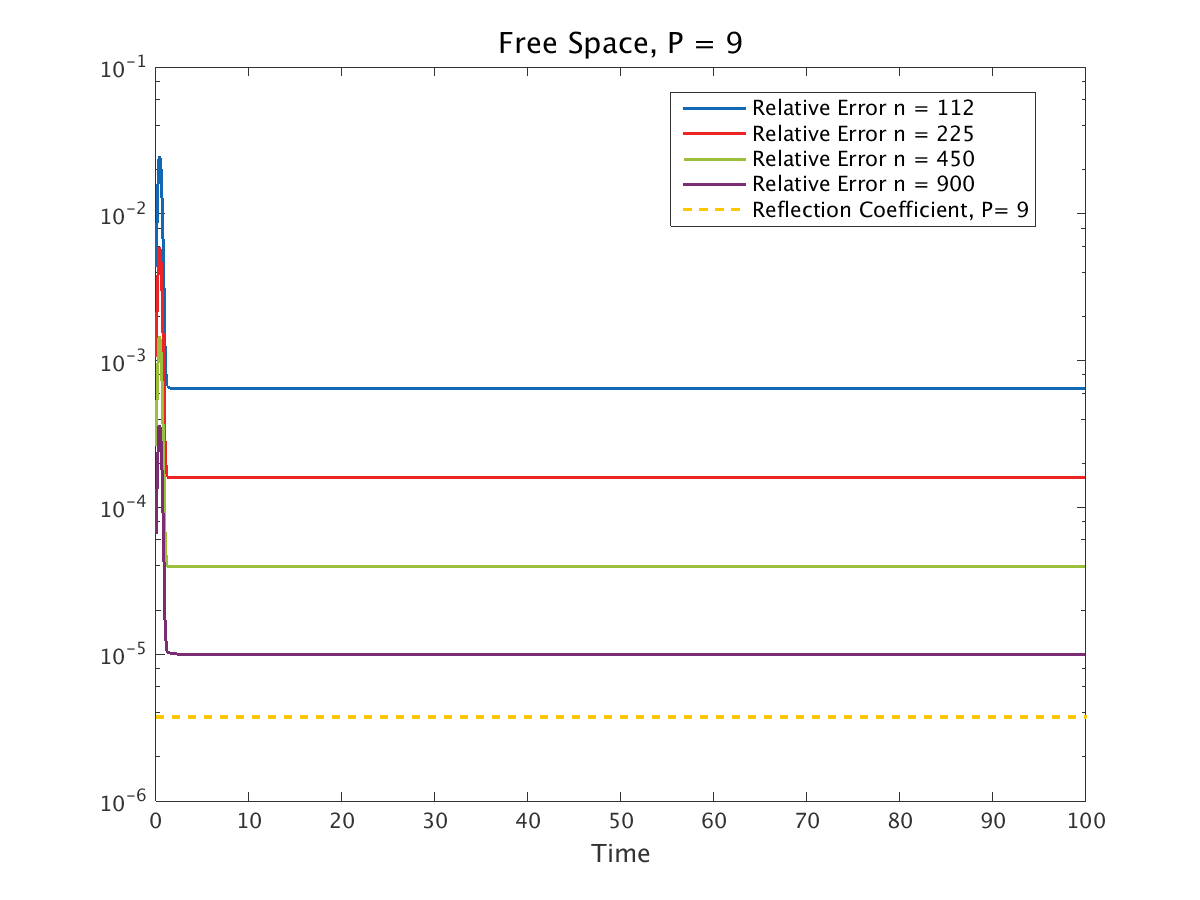 Free Space, P = 9
10⁻¹
Relative Error n = 112
Relative Error n = 225
Relative Error n = 450
Relative Error n = 900
Reflection Coefficient, P= 9
10⁻²
10⁻³
10⁻⁴
10⁻⁵
10⁻⁶
0 10 20 30 40 50 60 70 80 90 100
Time